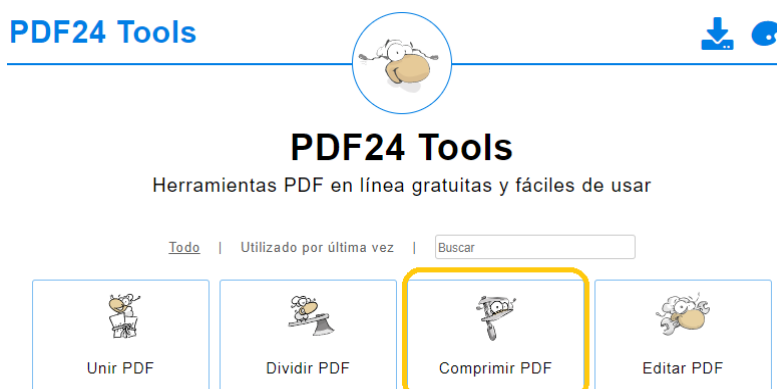 PDF24 Tools
PDF24 Tools
Herramientas PDF en línea gratuitas y fáciles de usar
Todo | Utilizado por última vez | Buscar
Unir PDF Dividir PDF Comprimir PDF Editar PDF